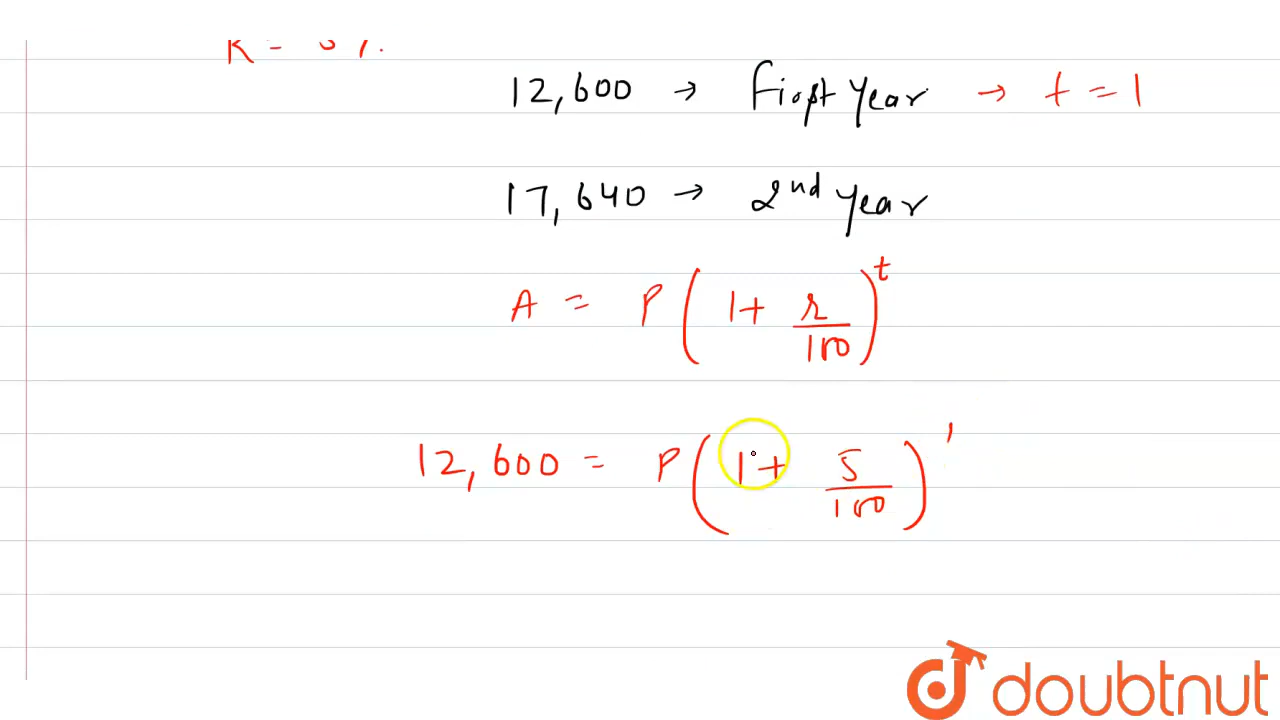 12,600 → First Year → t = 1
17,640 → 2nd Year
A = P ( 1 + r/100 )^t
12,600 = P ( 1 + 5/100 )^1
doubtnut